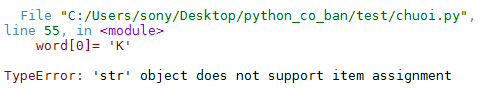 File "C:/Users/sony/Desktop/python_co_ban/test/chuoi.py",
line 55, in <module>
word[0]= 'K'
TypeError: 'str' object does not support item assignment